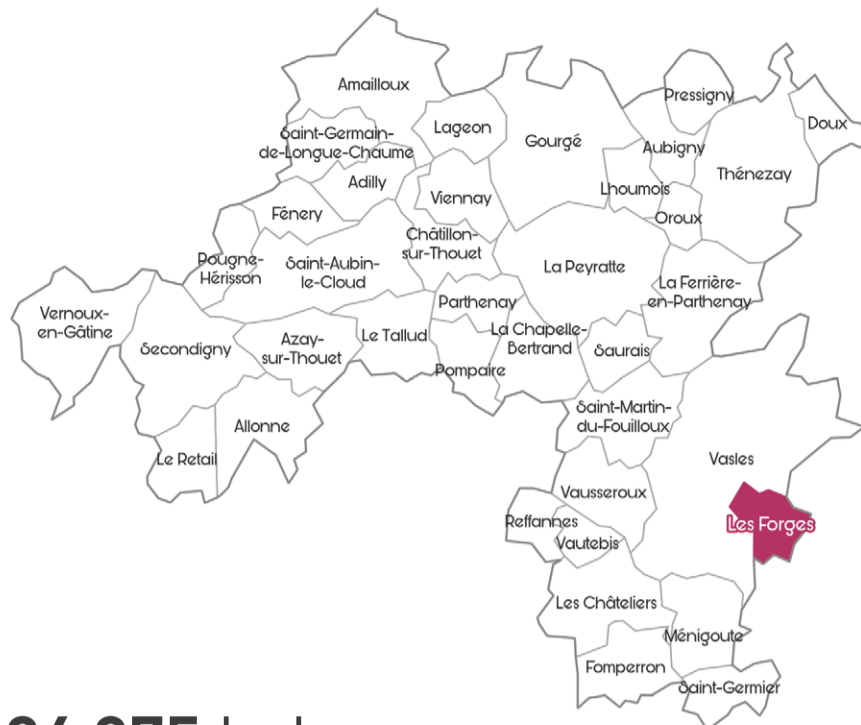 Amailloux
Pressigny
Doux
Saint-Germain-
de-Longue-Chaume
Lageon
Gourgé
Aubigny
Thénezay
Adilly
Viennay
Lhoumois
Fénery
Oroux
Châtillon-
sur-Thouet
Pougne-
Hérisson
Saint-Aubin-
le-Cloud
La Peyratte
La Ferrière-
en-Parthenay
Parthenay
Vernoux-
en-Gâtine
Secondigny
Azay-
sur-Thouet
Le Tallud
La Chapelle-
Bertrand
Saurais
Pompaire
Saint-Martin-
du-Fouilloux
Allonne
Le Retail
Vasles
Vausseroux
Reffannes
Les Forges
Vautebis
Les Châteliers
Ménigoute
Fomperron
Saint-Germier